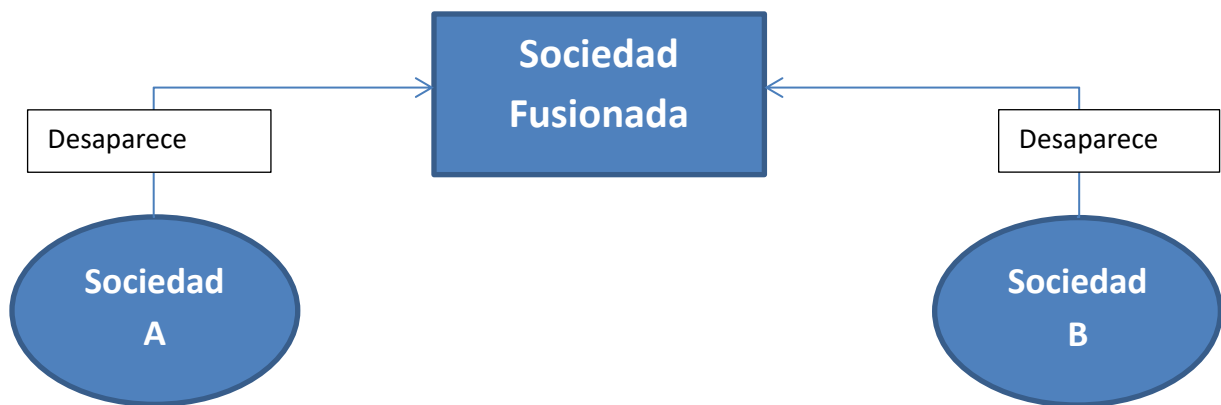 Sociedad
Fusionada
Desaparece
Desaparece
Sociedad
A
Sociedad
B